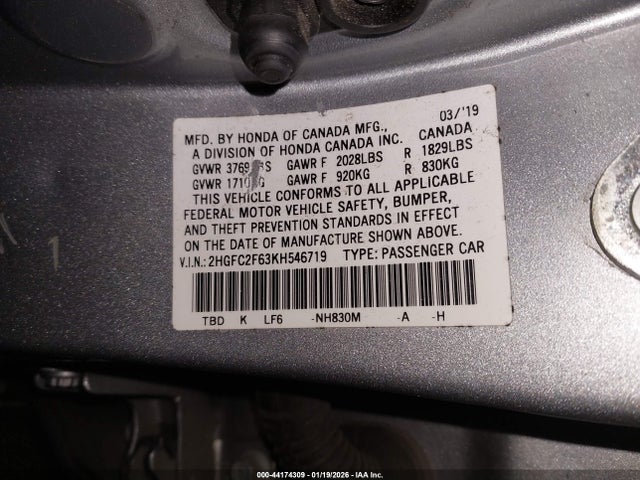 03/'19
MFD. BY HONDA OF CANADA MFG., CANADA
A DIVISION OF HONDA CANADA INC.
GVWR GAWR F 2028LBS R 1829LBS
GVWR GAWR F 920KG R 830KG
THIS VEHICLE CONFORMS TO ALL APPLICABLE
FEDERAL MOTOR VEHICLE SAFETY, BUMPER,
AND THEFT PREVENTION STANDARDS IN EFFECT
ON THE DATE OF MANUFACTURE SHOWN ABOVE.
V.I.N.: 2HGFC2F63KH546719 TYPE: PASSENGER CAR
TBD K LF6 -NH830M -A -H
1
000-44174309 | 01/19/2026 | IAA Inc.